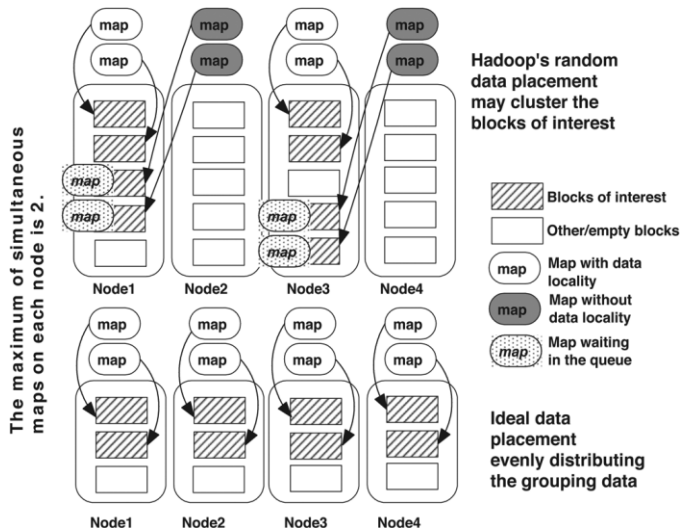 The maximum of simultaneous
maps on each node is 2.
map
map
map
map
map
map
map
map
map
map
map
map
Node1
Node2
Node3
Node4
Hadoop's random
data placement
may cluster the
blocks of interest
Blocks of interest
Other/empty blocks
map
Map with data
locality
map
Map without
data locality
map
Map waiting
in the queue
map
map
map
map
map
map
map
map
Node1
Node2
Node3
Node4
Ideal data
placement
evenly distributing
the grouping data